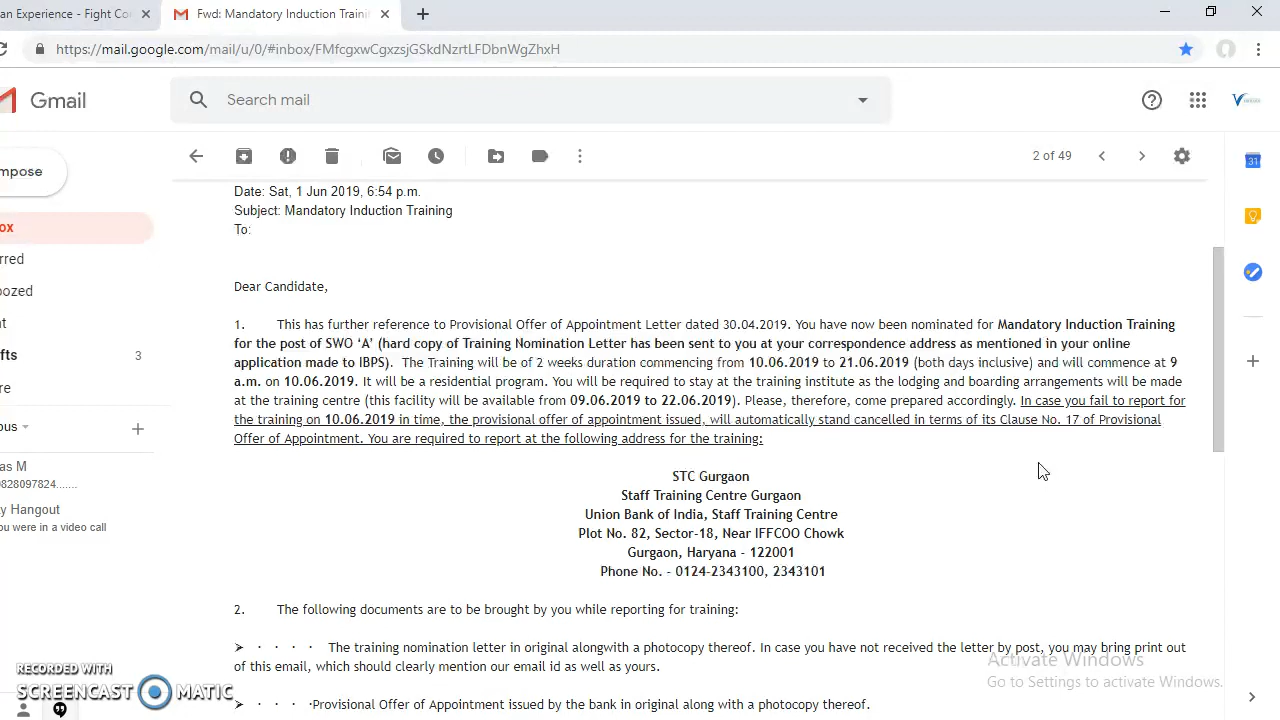 an Experience - Fight Co
Fwd: Mandatory Induction Traini
https://mail.google.com/mail/u/0/#inbox/FMfcgxwCgxzsjGSkdNzrtLFDbnWgZhxH
Gmail
Search mail
mpose
2 of 49
31
ox
rred
oozed
nt
fts 3
re
ous
as M
0828097824.......
y Hangout
ou were in a video call
Date: Sat, 1 Jun 2019, 6:54 p.m.
Subject: Mandatory Induction Training
To:
Dear Candidate,
1. This has further reference to Provisional Offer of Appointment Letter dated 30.04.2019. You have now been nominated for Mandatory Induction Training
for the post of SWO ‘A’ (hard copy of Training Nomination Letter has been sent to you at your correspondence address as mentioned in your online
application made to IBPS). The Training will be of 2 weeks duration commencing from 10.06.2019 to 21.06.2019 (both days inclusive) and will commence at 9
a.m. on 10.06.2019. It will be a residential program. You will be required to stay at the training institute as the lodging and boarding arrangements will be made
at the training centre (this facility will be available from 09.06.2019 to 22.06.2019). Please, therefore, come prepared accordingly. In case you fail to report for
the training on 10.06.2019 in time, the provisional offer of appointment issued, will automatically stand cancelled in terms of its Clause No. 17 of Provisional
Offer of Appointment. You are required to report at the following address for the training:
STC Gurgaon
Staff Training Centre Gurgaon
Union Bank of India, Staff Training Centre
Plot No. 82, Sector-18, Near IFFCOO Chowk
Gurgaon, Haryana - 122001
Phone No. - 0124-2343100, 2343101
2. The following documents are to be brought by you while reporting for training:
➢ · · · · The training nomination letter in original alongwith a photocopy thereof. In case you have not received the letter by post, you may bring print out
of this email, which should clearly mention our email id as well as yours.
➢ · · · ·Provisional Offer of Appointment issued by the bank in original along with a photocopy thereof.
Activate Windows
Go to Settings to activate Windows.
RECORDED WITH
SCREENCAST MATIC